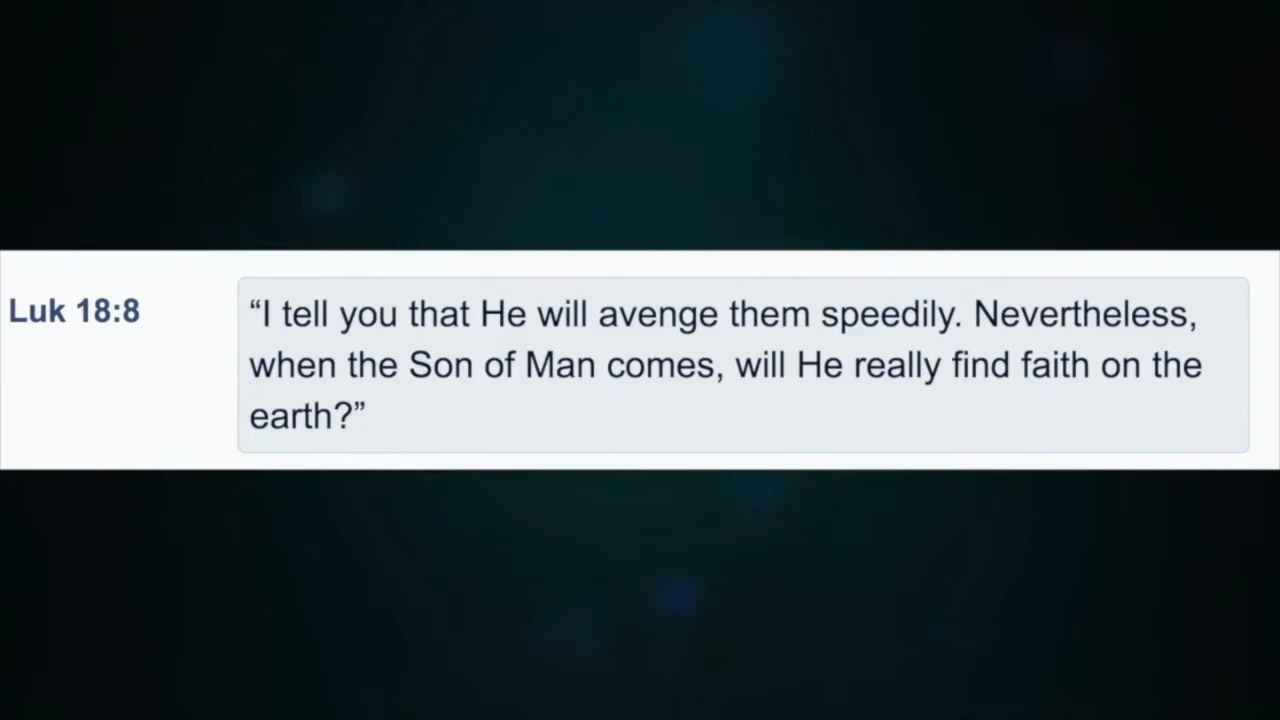 Luk 18:8
“I tell you that He will avenge them speedily. Nevertheless,
when the Son of Man comes, will He really find faith on the
earth?”